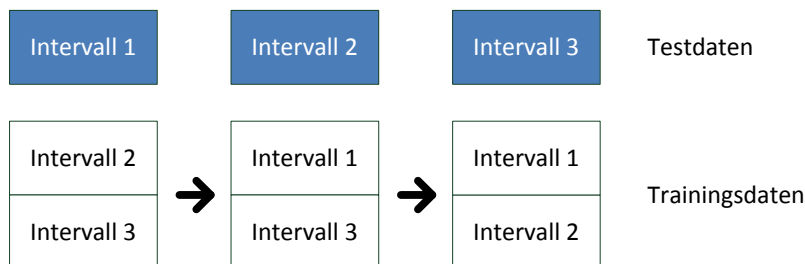 Intervall 1
Intervall 2
Intervall 3
Testdaten
Intervall 2
Intervall 1
Intervall 1
Trainingsdaten
Intervall 3
Intervall 3
Intervall 2